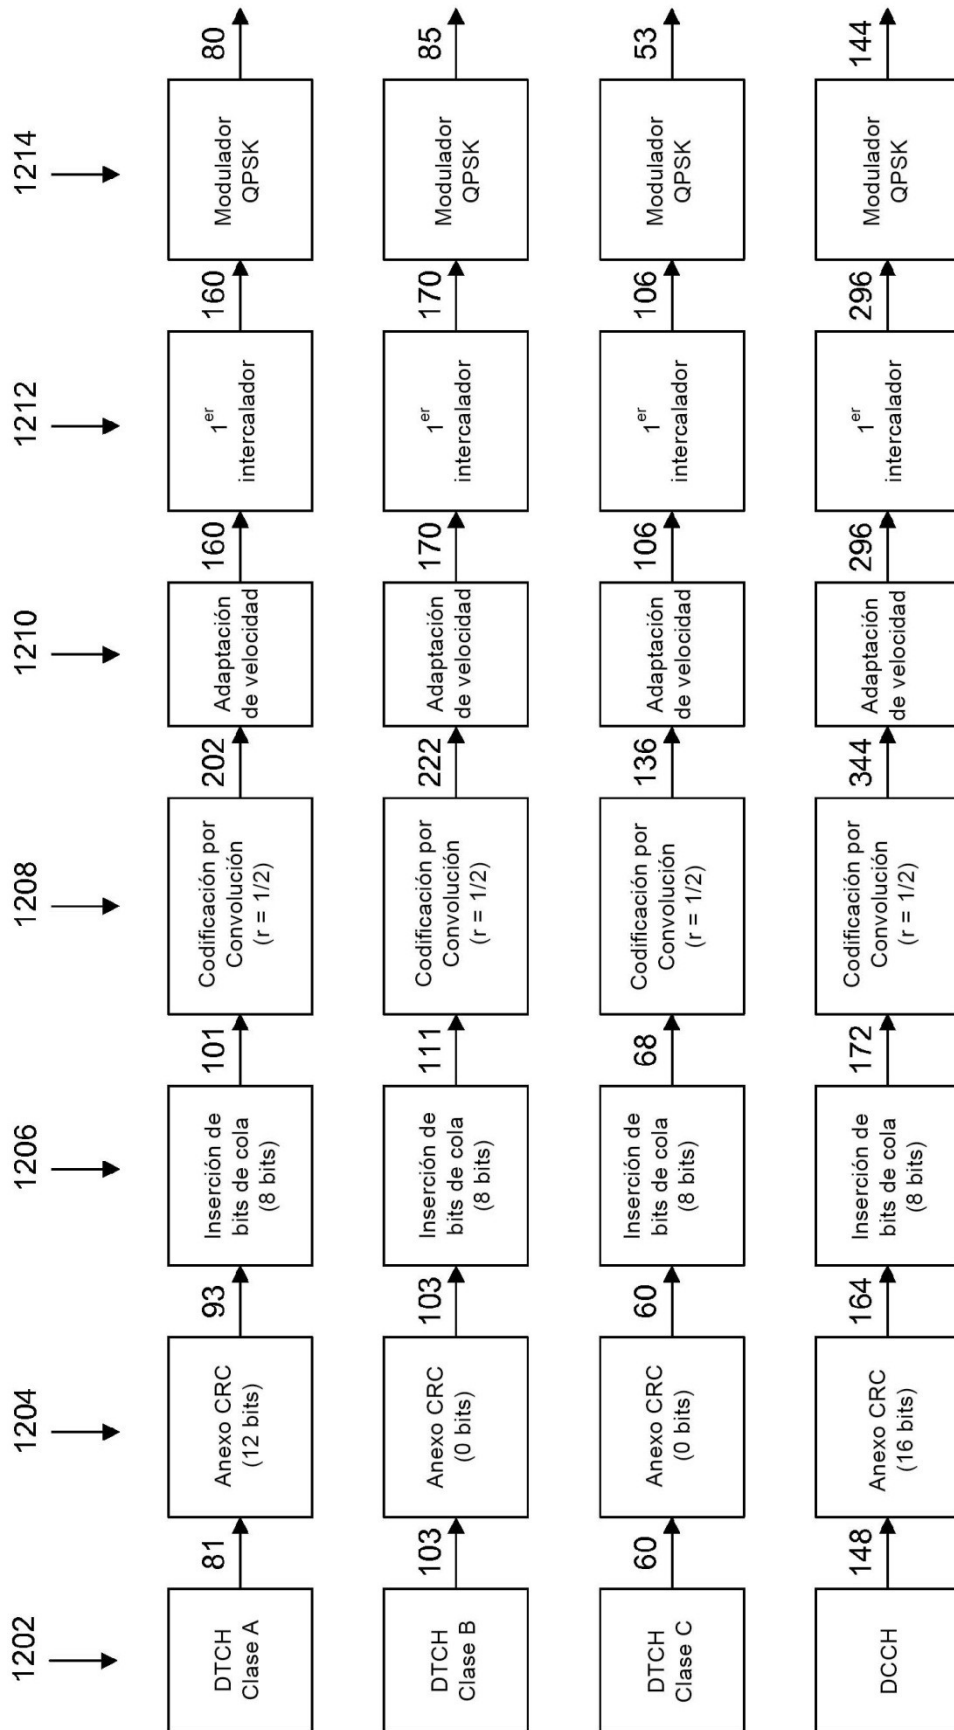 1202
1204
1206
1208
1210
1212
1214
DTCH
Clase A
81
Anexo CRC
(12 bits)
93
Inserción de
bits de cola
(8 bits)
101
Codificación por
Convolución
(r = 1/2)
202
Adaptación
de velocidad
160
1er
intercalador
160
Modulador
QPSK
80
DTCH
Clase B
103
Anexo CRC
(0 bits)
103
Inserción de
bits de cola
(8 bits)
111
Codificación por
Convolución
(r = 1/2)
222
Adaptación
de velocidad
170
1er
intercalador
170
Modulador
QPSK
85
DTCH
Clase C
60
Anexo CRC
(0 bits)
60
Inserción de
bits de cola
(8 bits)
68
Codificación por
Convolución
(r = 1/2)
136
Adaptación
de velocidad
106
1er
intercalador
106
Modulador
QPSK
53
DCCH
148
Anexo CRC
(16 bits)
164
Inserción de
bits de cola
(8 bits)
172
Codificación por
Convolución
(r = 1/2)
344
Adaptación
de velocidad
296
1er
intercalador
296
Modulador
QPSK
144